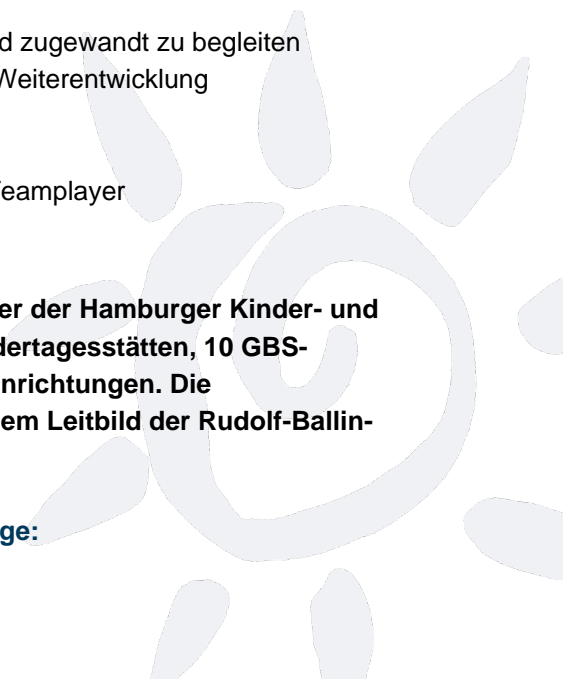 d zugewandt zu begleiten
Weiterentwicklung
Teamplayer
er der Hamburger Kinder- und
dertagesstätten, 10 GBS-
nrichtungen. Die
em Leitbild der Rudolf-Ballin-
ge: